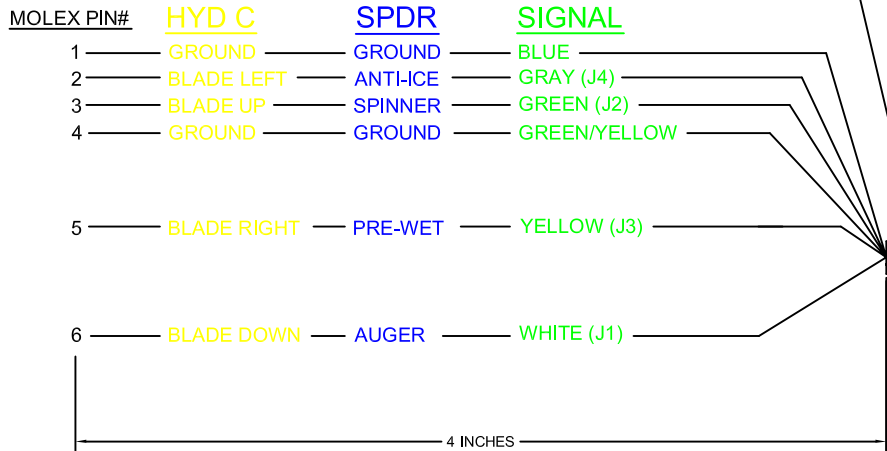 MOLEX PIN# HYD C SPDR SIGNAL
1 GROUND GROUND BLUE
2 BLADE LEFT ANTI-ICE GRAY (J4)
3 BLADE UP SPINNER GREEN (J2)
4 GROUND GROUND GREEN/YELLOW
5 BLADE RIGHT PRE-WET YELLOW (J3)
6 BLADE DOWN AUGER WHITE (J1)
4 INCHES